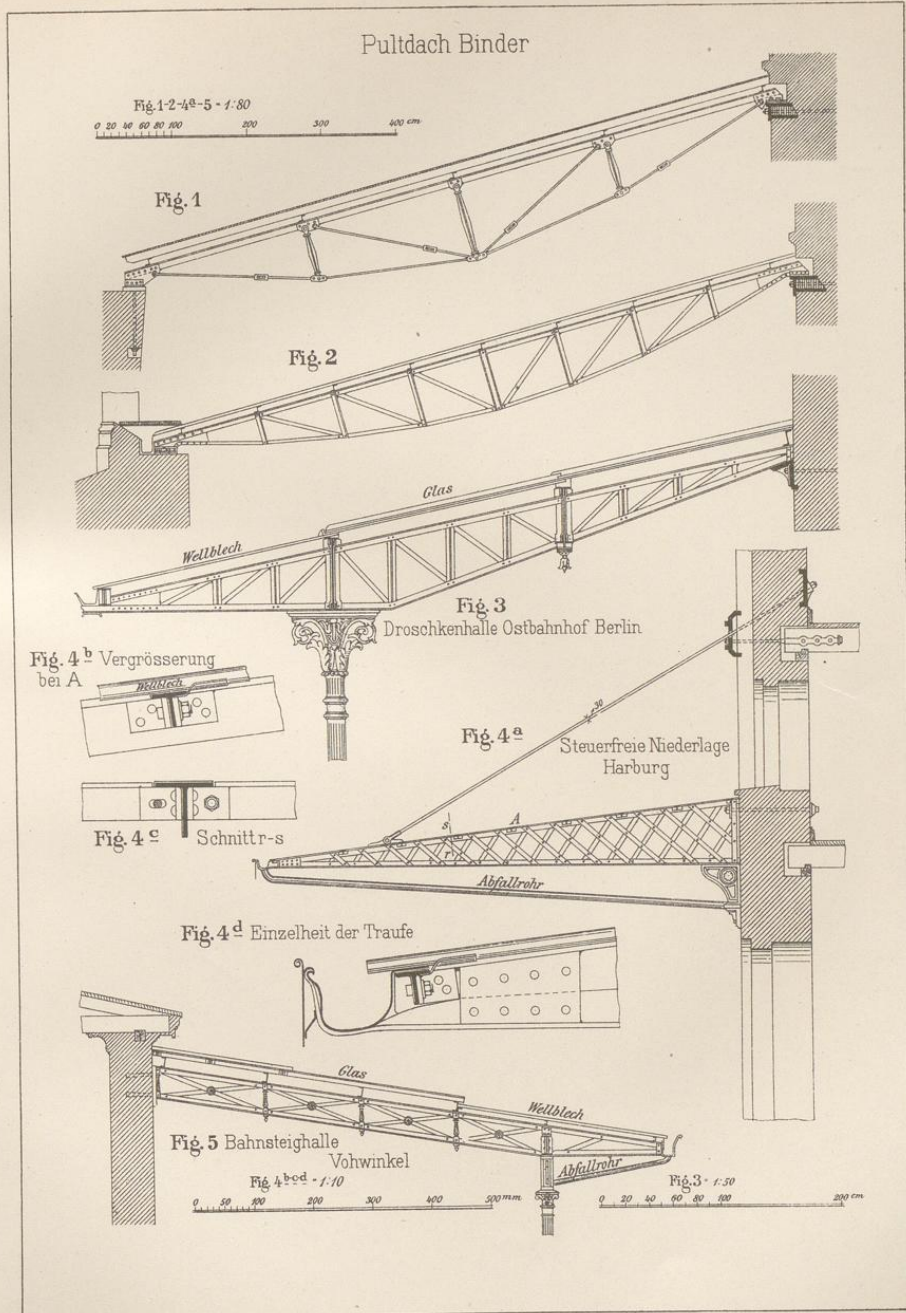 Pultdach Binder
Fig. 1-2-4a-5 = 1:80
0 20 40 60 80 100 200 300 400 cm
Fig. 1
Fig. 2
Glas
Wellblech
Fig. 3
Droschkenhalle Ostbahnhof Berlin
Fig. 4b Vergrösserung
bei A
Wellblech
30
Fig. 4a
Steuerfreie Niederlage
Harburg
Fig. 4c Schnitt r-s
s
A
r
Abfallrohr
Fig. 4d Einzelheit der Traufe
Glas
Wellblech
Fig. 5 Bahnsteighalle
Vohwinkel
Abfallrohr
Fig. 4b-c-d = 1:10
0 50 100 200 300 400 500 mm
Fig. 3 = 1:50
0 20 40 60 80 100 200 cm